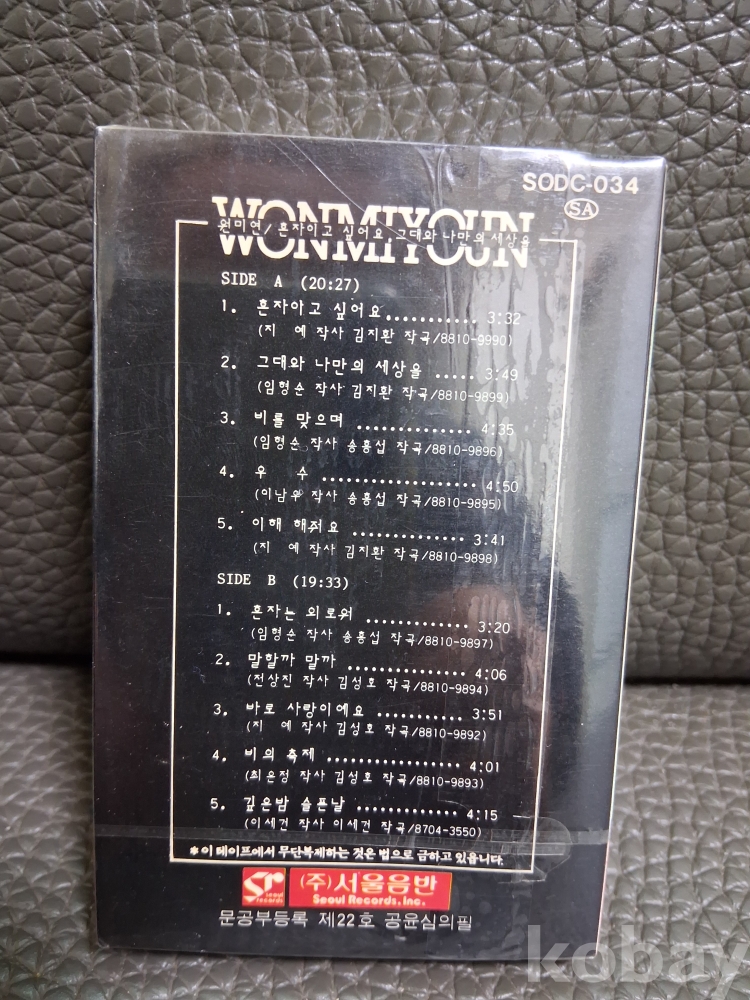 SODC-034
SA
WONMIYOUN
원미연/ 혼자이고 싶어요, 그대와 나만의 세상을
SIDE A (20:27)
1. 혼자이고 싶어요........... 3:32
(지 예 작사 김지환 작곡/8810-9990)
2. 그대와 나만의 세상을 ..... 3:49
(임형순 작사 김지환 작곡/8810-9899)
3. 비를 맞으며 .............. 4:35
(임형순 작사 송홍섭 작곡/8810-9896)
4. 우 수 .................... 4:50
(이남우 작사 송홍섭 작곡/8810-9895)
5. 이해 해줘요 .............. 3:41
(지 예 작사 김지환 작곡/8810-9898)
SIDE B (19:33)
1. 혼자는 외로워 ............. 3:20
(임형순 작사 송홍섭 작곡/8810-9897)
2. 말할까 말까 ............... 4:06
(전상진 작사 김성호 작곡/8810-9894)
3. 바로 사랑이에요 ........... 3:51
(지 예 작사 김성호 작곡/8810-9892)
4. 비의 축제 ................. 4:01
(최은정 작사 김성호 작곡/8810-9893)
5. 깊은밤 슬픈날 ............. 4:15
(이세건 작사 이세건 작곡/8704-3550)
※이 테이프에서 무단복제하는 것은 법으로 금하고 있읍니다.
sr seoul records (주)서울음반
Seoul Records, Inc.
문공부등록 제22호 공윤심의필
kobay